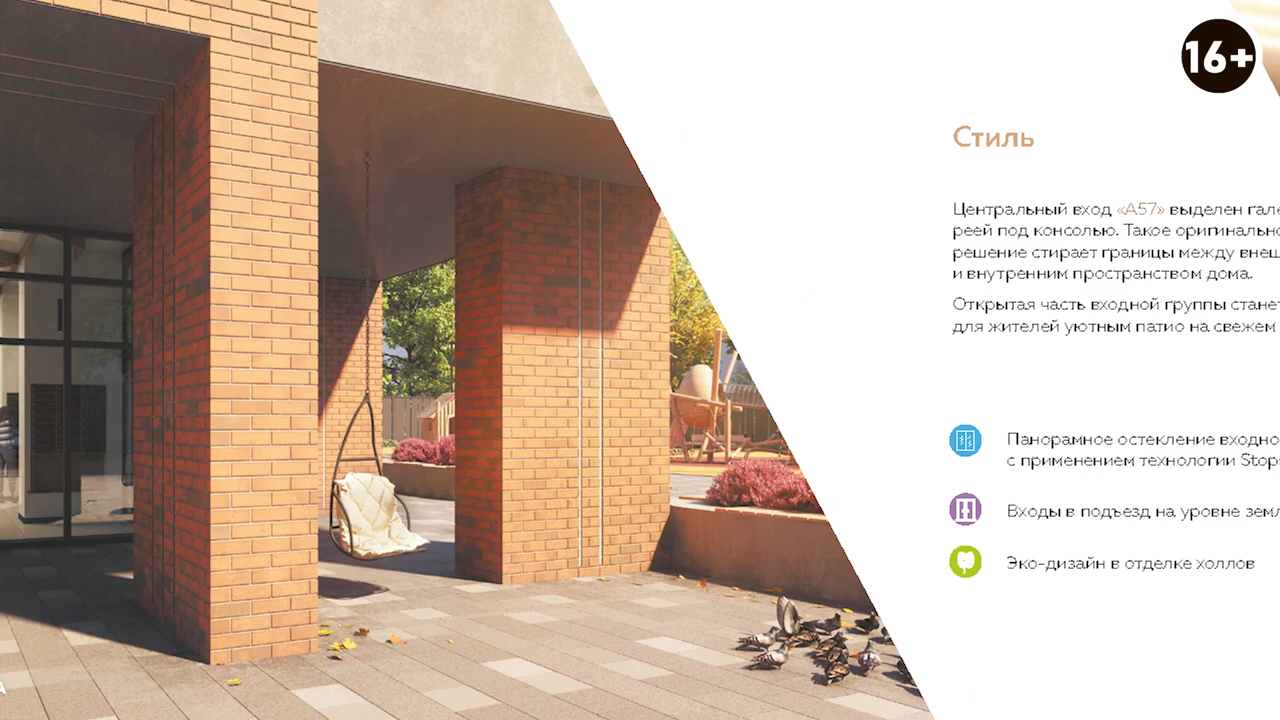 16+
Стиль
Центральный вход «А57» выделен гале
реей под консолью. Такое оригинально
решение стирает границы между внеш
и внутренним пространством дома.
Открытая часть входной группы станет
для жителей уютным патио на свежем
Панорамное остекление входно
с применением технологии Stop
Входы в подъезд на уровне земл
Эко-дизайн в отделке холлов
А